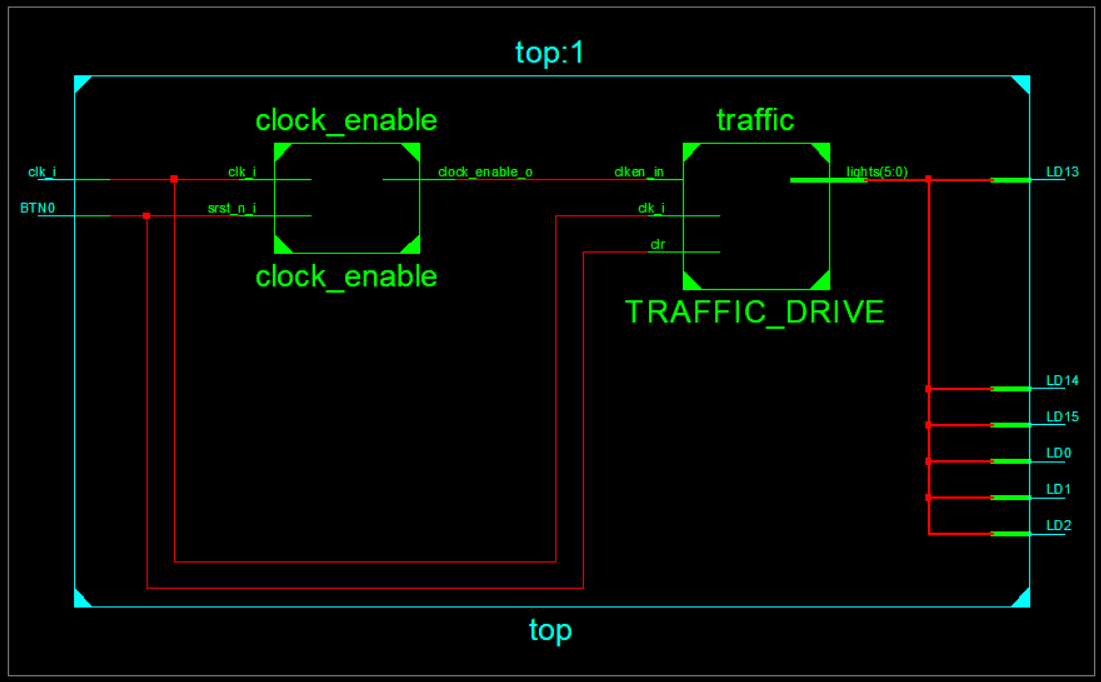 top:1
clock_enable
traffic
clk_i
clk_i
clock_enable_o
clken_in
lights(5:0)
LD13
BTN0
srst_n_i
clk_i
clr
clock_enable
TRAFFIC_DRIVE
LD14
LD15
LD0
LD1
LD2
top